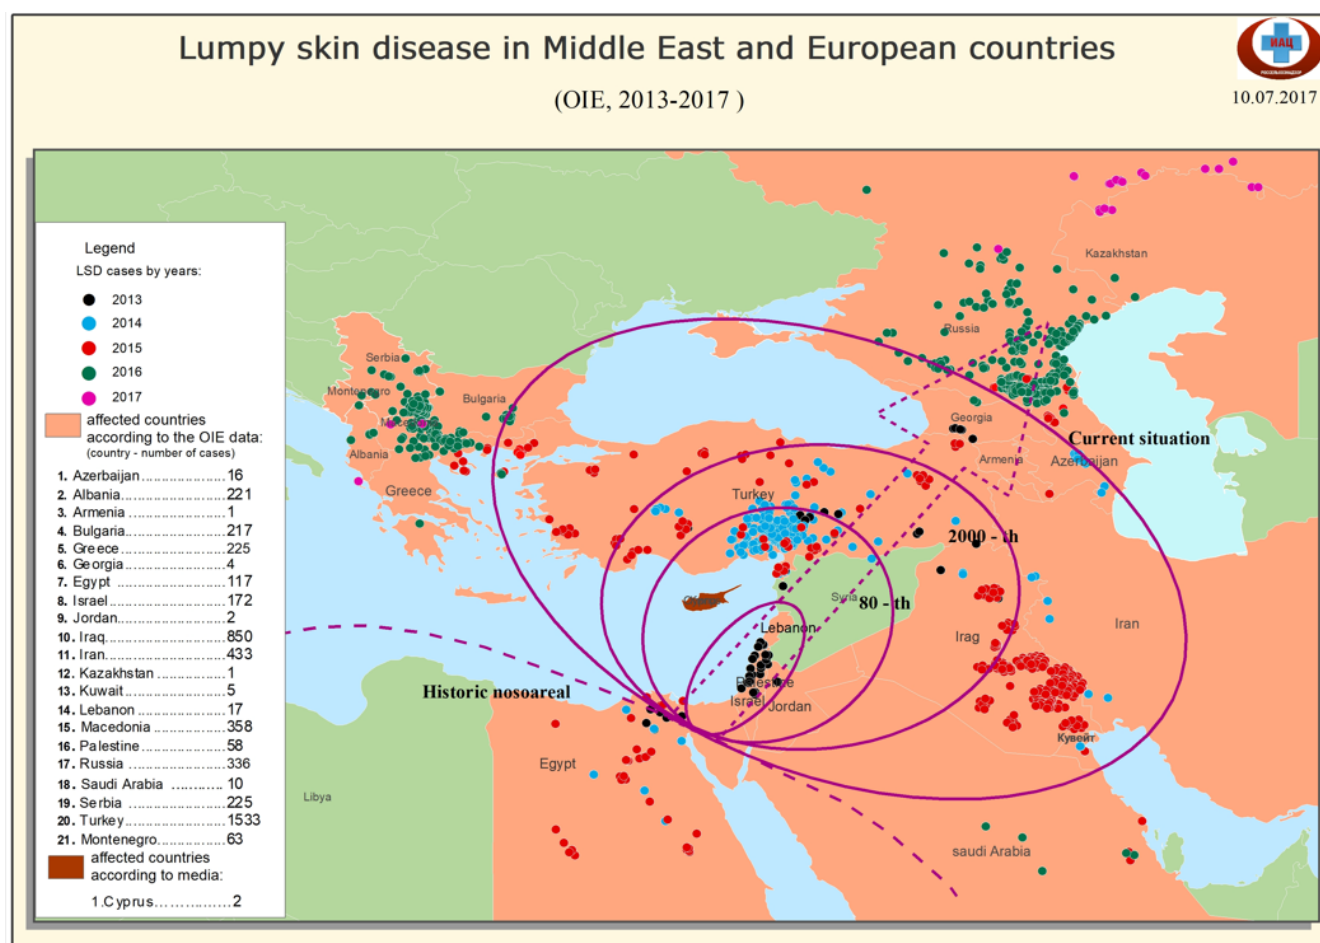 Lumpy skin disease in Middle East and European countries
(OIE, 2013-2017 )
ИАЦ
РОССЕЛЬХОЗНАДЗОР
10.07.2017
Legend
LSD cases by years:
2013
2014
2015
2016
2017
affected countries
according to the OIE data:
(country - number of cases)
1. Azerbaijan ................ 16
2. Albania .................... 221
3. Armenia .................. 1
4. Bulgaria ................... 217
5. Greece .................... 225
6. Georgia ................... 4
7. Egypt ..................... 117
8. Israel ....................... 172
9. Jordan ..................... 2
10. Iraq ......................... 850
11. Iran ......................... 433
12. Kazakhstan ............. 1
13. Kuwait .................... 5
14. Lebanon ................. 17
15. Macedonia .............. 358
16. Palestine ................. 58
17. Russia ..................... 336
18. Saudi Arabia ............ 10
19. Serbia ..................... 225
20. Turkey .................... 1533
21. Montenegro ............. 63
affected countries
according to media:
1.Cyprus………………2
Kazakhstan
Russia
Serbia
Montenegro
Bulgaria
Macedonia
Albania
Greece
Georgia
Current situation
Armenia
Azerbaijan
Turkey
2000 - th
Cyprus
Syria
80 - th
Lebanon
Iraq
Iran
Historic nosoareal
Palestine
Israel
Jordan
Кувейт
Egypt
Libya
saudi Arabia